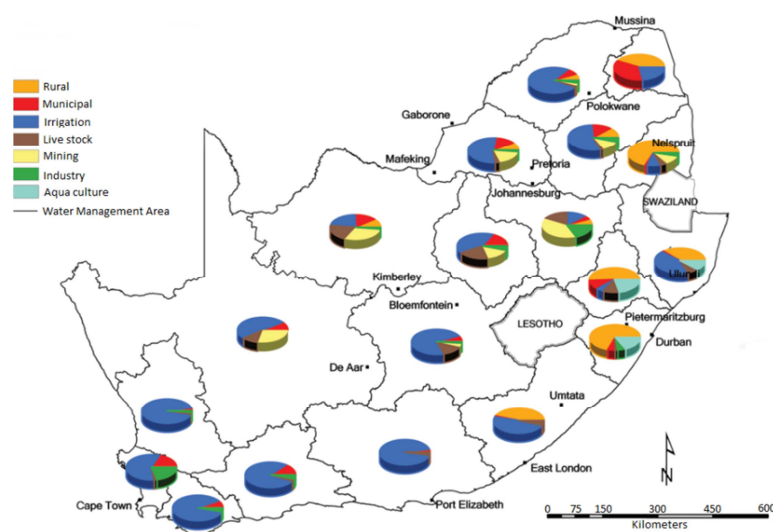 Mussina
Rural
Municipal
Irrigation
Live stock
Mining
Industry
Aqua culture
Water Management Area
Polokwane
Gaborone
Nelspruit
Mafeking
Pretoria
Johannesburg
SWAZILAND
Ulundi
Kimberley
Bloemfontein
LESOTHO
Pietermaritzburg
Durban
De Aar
Umtata
East London
Cape Town
Port Elizabeth
N
0 75 150 300 450 600
Kilometers